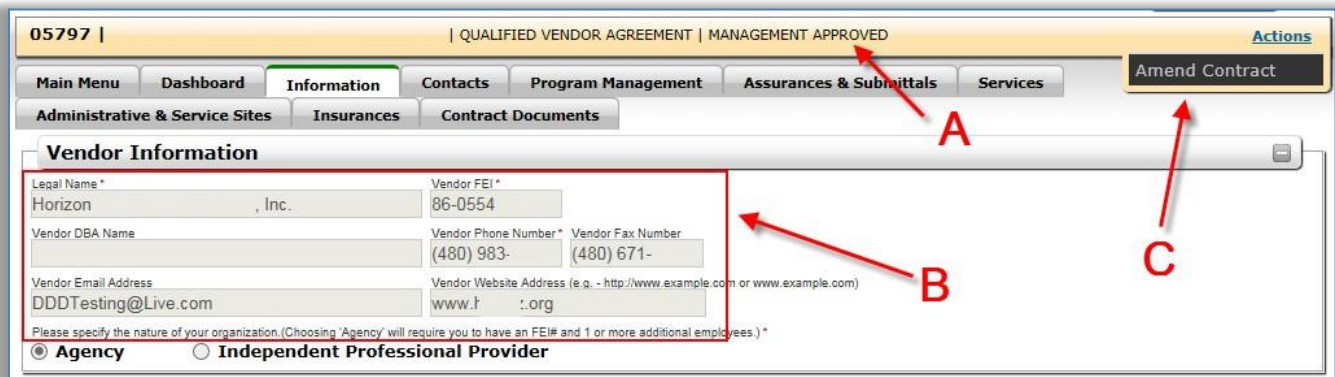 05797 | | QUALIFIED VENDOR AGREEMENT | MANAGEMENT APPROVED Actions
Amend Contract
Main Menu Dashboard Information Contacts Program Management Assurances & Submittals Services
A
C
Administrative & Service Sites Insurances Contract Documents
Vendor Information
Legal Name * Vendor FEI *
Horizon , Inc. 86-0554
Vendor DBA Name Vendor Phone Number * Vendor Fax Number
(480) 983- (480) 671-
B
Vendor Email Address Vendor Website Address (e.g. - http://www.example.com or www.example.com)
DDDTesting@Live.com www.h .org
Please specify the nature of your organization.(Choosing 'Agency' will require you to have an FEI# and 1 or more additional employees.) *
Agency Independent Professional Provider